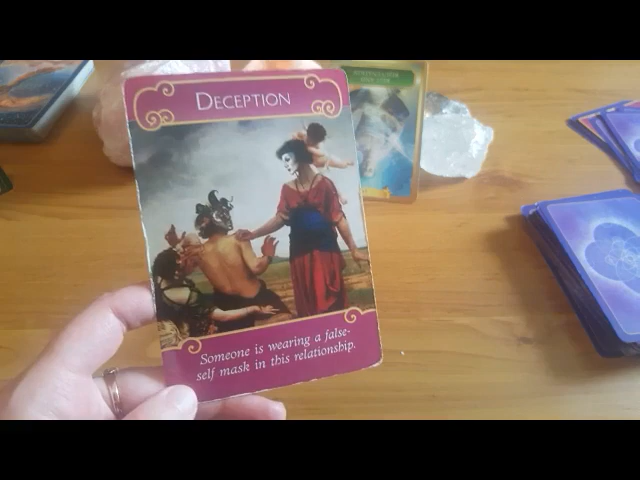 DECEPTION
Someone is wearing a false-
self mask in this relationship.